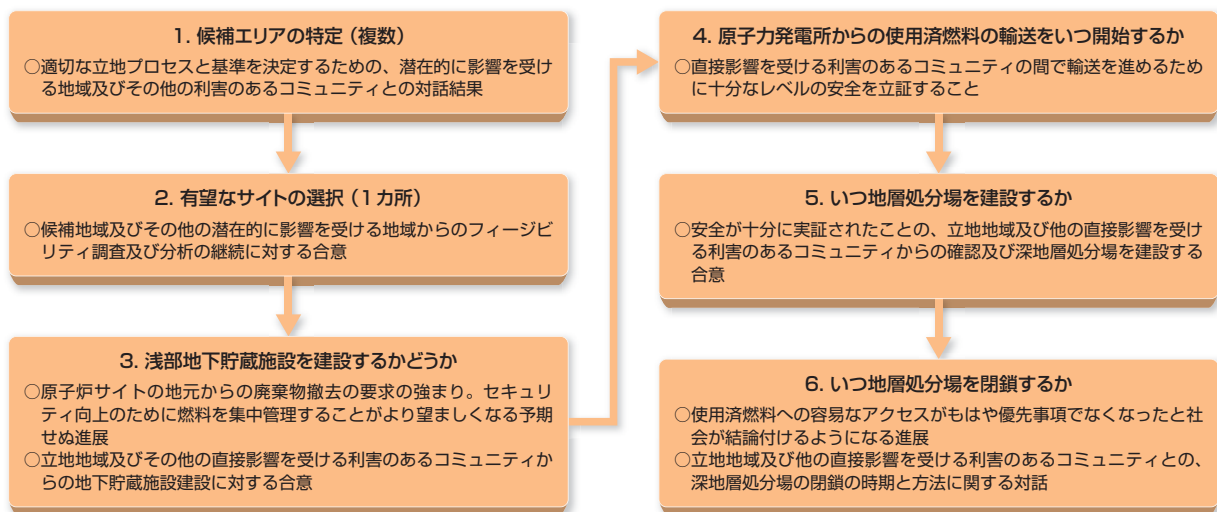 1. 候補エリアの特定（複数）
○適切な立地プロセスと基準を決定するための、潜在的に影響を受け
る地域及びその他の利害のあるコミュニティとの対話結果
2. 有望なサイトの選択（1カ所）
○候補地域及びその他の潜在的に影響を受ける地域からのフィージビ
リティ調査及び分析の継続に対する合意
3. 浅部地下貯蔵施設を建設するかどうか
○原子炉サイトの地元からの廃棄物撤去の要求の強まり。セキュリ
ティ向上のために燃料を集中管理することがより望ましくなる予期
せぬ進展
○立地地域及びその他の直接影響を受ける利害のあるコミュニティか
らの地下貯蔵施設建設に対する合意
4. 原子力発電所からの使用済燃料の輸送をいつ開始するか
○直接影響を受ける利害のあるコミュニティの間で輸送を進めるため
に十分なレベルの安全を立証すること
5. いつ地層処分場を建設するか
○安全が十分に実証されたことの、立地地域及び他の直接影響を受け
る利害のあるコミュニティからの確認及び深地層処分場を建設する
合意
6. いつ地層処分場を閉鎖するか
○使用済燃料への容易なアクセスがもはや優先事項でなくなったと社
会が結論付けるようになる進展
○立地地域及び他の直接影響を受ける利害のあるコミュニティとの、
深地層処分場の閉鎖の時期と方法に関する対話